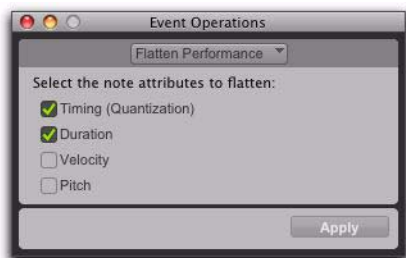 Event Operations
Flatten Performance
Select the note attributes to flatten:
Timing (Quantization)
Duration
Velocity
Pitch
Apply